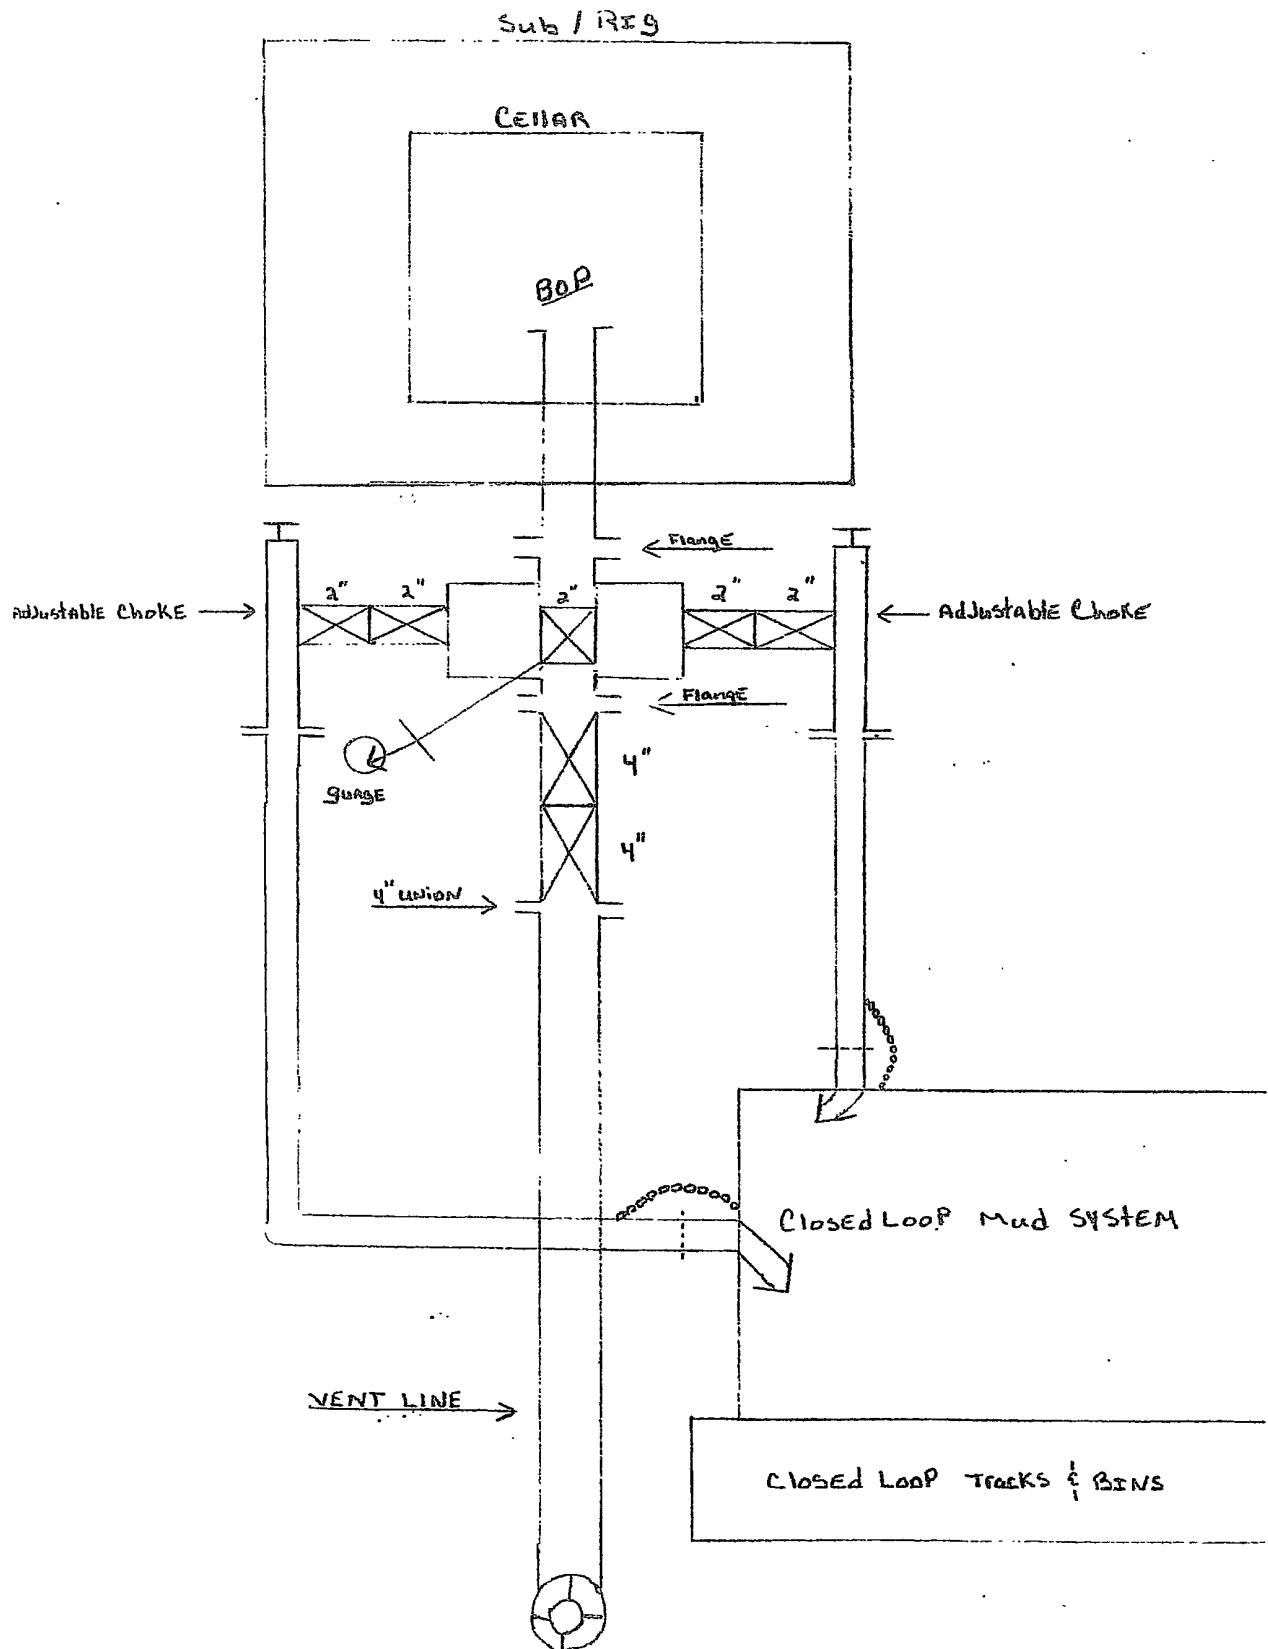 Sub / RIg
CEllAR
BOP
FlangE
2" 2" 2" 2" 2"
AdjustABlE ChoKE
AdjustABlE ChoKE
FlangE
4"
gUAgE
4"
4" UNiON
Closed LooP Mud SYStEM
VENT LINE
Closed LooP TracKS & BINS